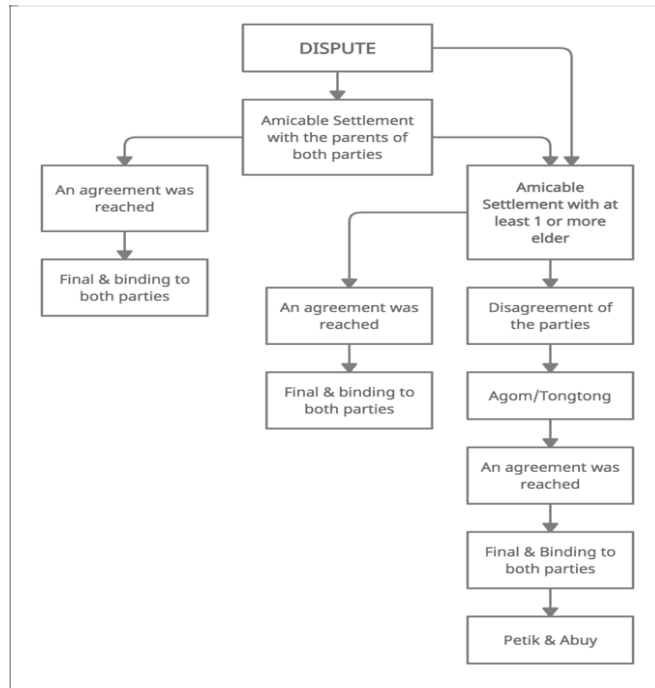 DISPUTE
Amicable Settlement
with the parents of
both parties
An agreement was
reached
Final & binding to
both parties
Amicable
Settlement with at
least 1 or more
elder
An agreement was
reached
Final & binding to
both parties
Disagreement of
the parties
Agom/Tongtong
An agreement was
reached
Final & Binding to
both parties
Petik & Abuy